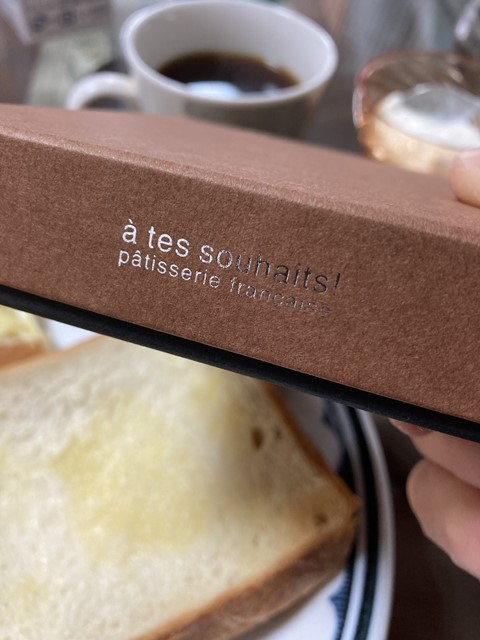 à tes souhaits!
pâtisserie française